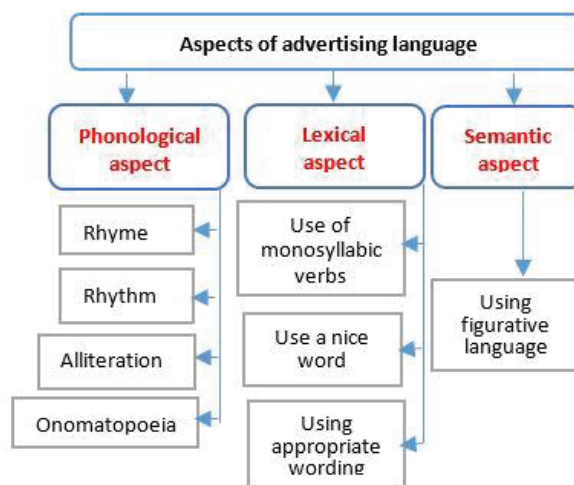 Aspects of advertising language
Phonological
aspect
Rhyme
Rhythm
Alliteration
Onomatopoeia
Lexical
aspect
Use of
monosyllabic
verbs
Use a nice
word
Using
appropriate
wording
Semantic
aspect
Using
figurative
language